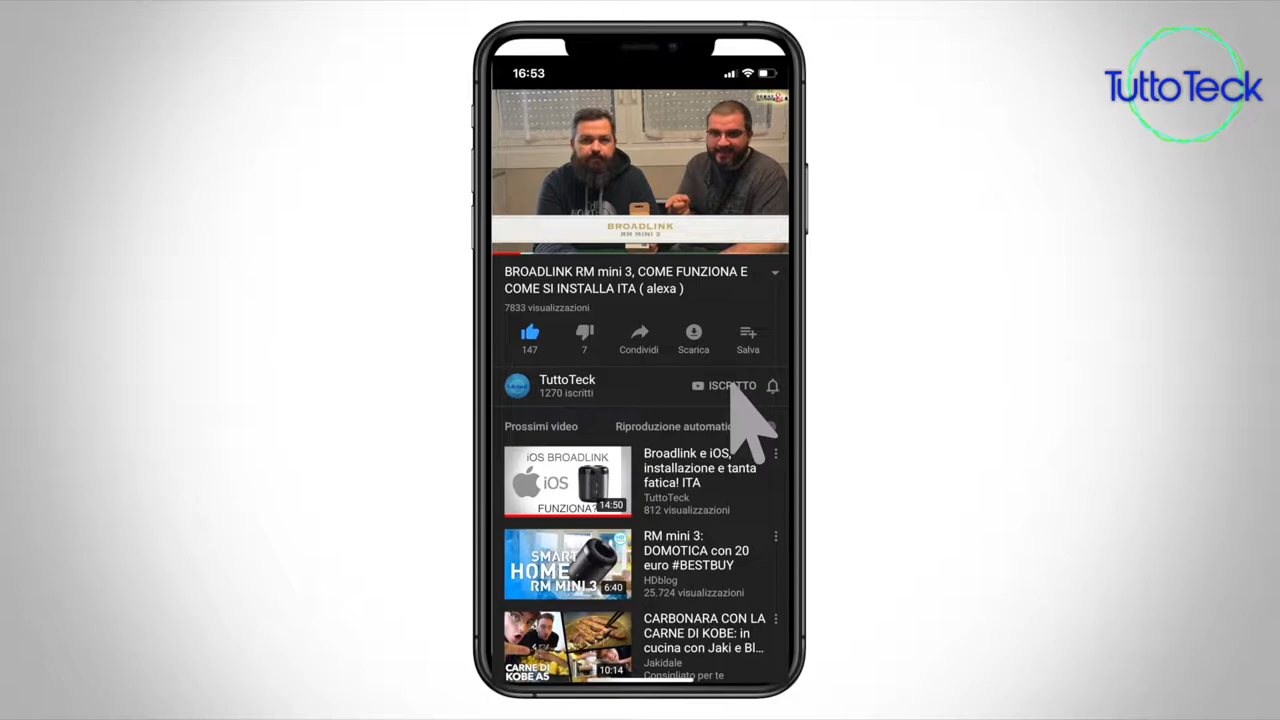 TuttoTeck
16:53
BROADLINK
RM MINI 3
BROADLINK RM mini 3, COME FUNZIONA E
COME SI INSTALLA ITA ( alexa )
7833 visualizzazioni
147
7
Condividi
Scarica
Salva
TuttoTeck
1270 iscritti
ISCRITTO
Prossimi video
Riproduzione
iOS BROADLINK
iOS
FUNZIONA?
14:50
Broadlink e iOS,
installazione e tanta
fatica! ITA
TuttoTeck
812 visualizzazioni
SMART
HOME
RM MINI 3
6:40
RM mini 3:
DOMOTICA con 20
euro #BESTBUY
HDblog
25.724 visualizzazioni
CARNE DI
KOBE A5
10:14
CARBONARA CON LA
CARNE DI KOBE: in
cucina con Jaki e Bl...
Jakidale
Consigliato per te